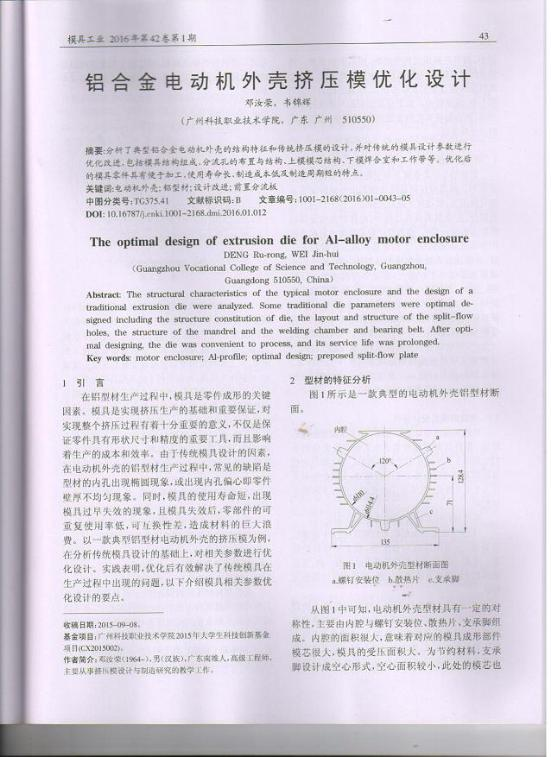 模具工业 2016年第42卷第1期
43
铝合金电动机外壳挤压模优化设计
邓汝荣，韦锦辉
（广州科技职业技术学院，广东 广州 510550）
摘要:分析了典型铝合金电动机外壳的结构特征和传统挤压模的设计，并对传统的模具设计参数进行
优化改进，包括模具结构组成、分流孔的布置与结构、上模模芯结构、下模焊合室和工作带等。优化后
的模具零件具有便于加工、使用寿命长、制造成本低及制造周期短的特点。
关键词:电动机外壳；铝型材；设计改进；前置分流板
中图分类号:TG375.41 文献标识码:B 文章编号:1001-2168(2016)01-0043-05
DOI: 10.16787/j.cnki.1001-2168.dmi.2016.01.012
The optimal design of extrusion die for Al-alloy motor enclosure
DENG Ru-rong, WEI Jin-hui
(Guangzhou Vocational College of Science and Technology, Guangzhou,
Guangdong 510550, China)
Abstract: The structural characteristics of the typical motor enclosure and the design of a
traditional extrusion die were analyzed. Some traditional die parameters were optimal de-
signed including the structure constitution of die, the layout and structure of the split-flow
holes, the structure of the mandrel and the welding chamber and bearing belt. After opti-
mal designing, the die was convenient to process, and its service life was prolonged.
Key words: motor enclosure; Al-profile; optimal design; preposed split-flow plate
1 引 言
在铝型材生产过程中，模具是零件成形的关键
因素。模具是实现挤压生产的基础和重要保证，对
实现整个挤压过程有着十分重要的意义，不仅是保
证零件具有形状尺寸和精度的重要工具，而且影响
着生产的成本和效率。由于传统模具设计的因素，
在电动机外壳的铝型材生产过程中，常见的缺陷是
型材的内孔出现椭圆现象，或出现内孔偏心即零件
壁厚不均匀现象。同时，模具的使用寿命短，出现
模具过早失效的现象，且模具失效后，零部件的可
重复使用率低，可互换性差，造成材料的巨大浪
费。以一款典型铝型材电动机外壳的挤压模为例，
在分析传统模具设计的基础上，对相关参数进行优
化设计。实践表明，优化后有效解决了传统模具在
生产过程中出现的问题，以下介绍模具相关参数优
化设计的要点。
收稿日期:2015-09-08。
基金项目:广州科技职业技术学院2015年大学生科技创新基金
项目(CX2015002)。
作者简介:邓汝荣(1964-)，男(汉族)，广东南雄人，高级工程师，
主要从事挤压模设计与制造研究的教学工作。
2 型材的特征分析
图1所示是一款典型的电动机外壳铝型材断
面。
内腔
120°
a
b
c
71
128.4
135
图1 电动机外壳型材断面图
a.螺钉安装位 b.散热片 c.支承脚
从图1中可知，电动机外壳型材具有一定的对
称性，主要由内腔与螺钉安装位、散热片、支承脚组
成。内腔的面积很大，意味着对应的模具成形部件
模芯很大，模具的受压面积大。为节约材料，支承
脚设计成空心形式，空心面积较小，此处的模芯也